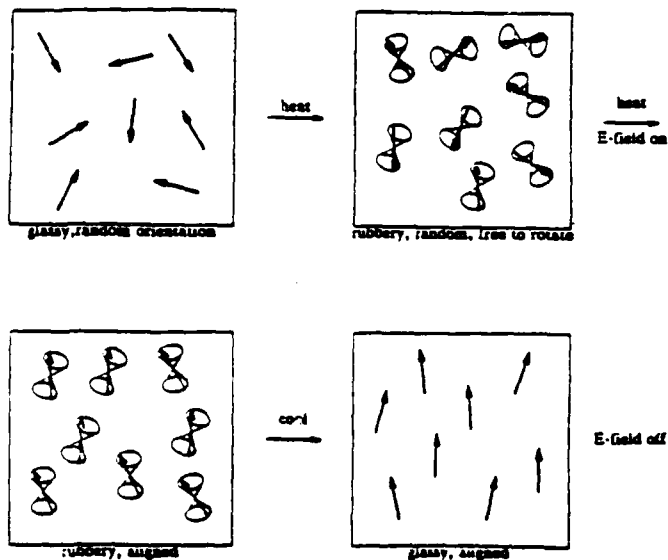 heat
heat
E-field on
glassy, random orientation
rubbery, random, free to rotate
cool
E-field off
rubbery, aligned
glassy, aligned